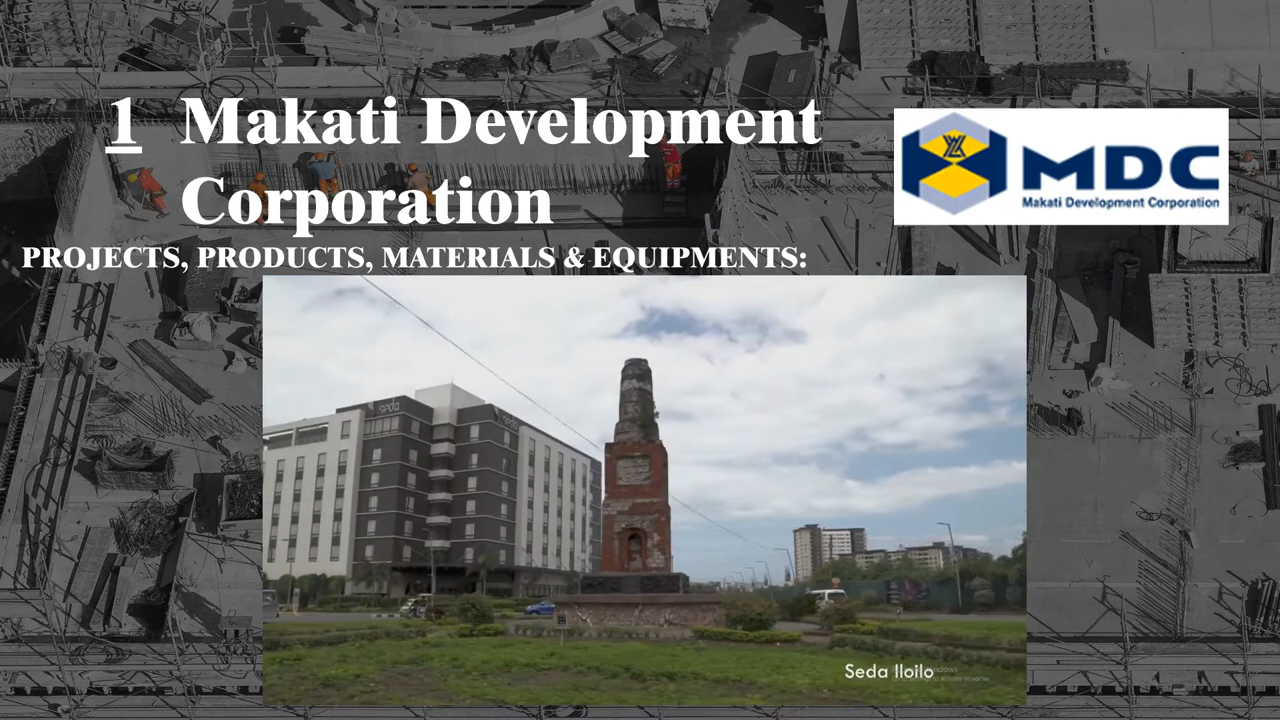 1 Makati Development
Corporation
MDC
Makati Development Corporation
PROJECTS, PRODUCTS, MATERIALS & EQUIPMENTS:
seda
Seda Iloilo